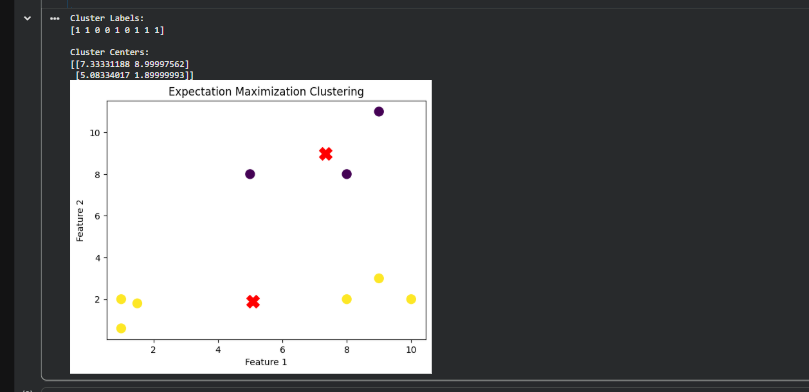 Cluster Labels:
[1 1 0 0 1 0 1 1 1]
Cluster Centers:
[[7.33331188 8.99997562]
[5.08334017 1.89999993]]
Expectation Maximization Clustering
10
8
6
4
2
Feature 2
2 4 6 8 10
Feature 1